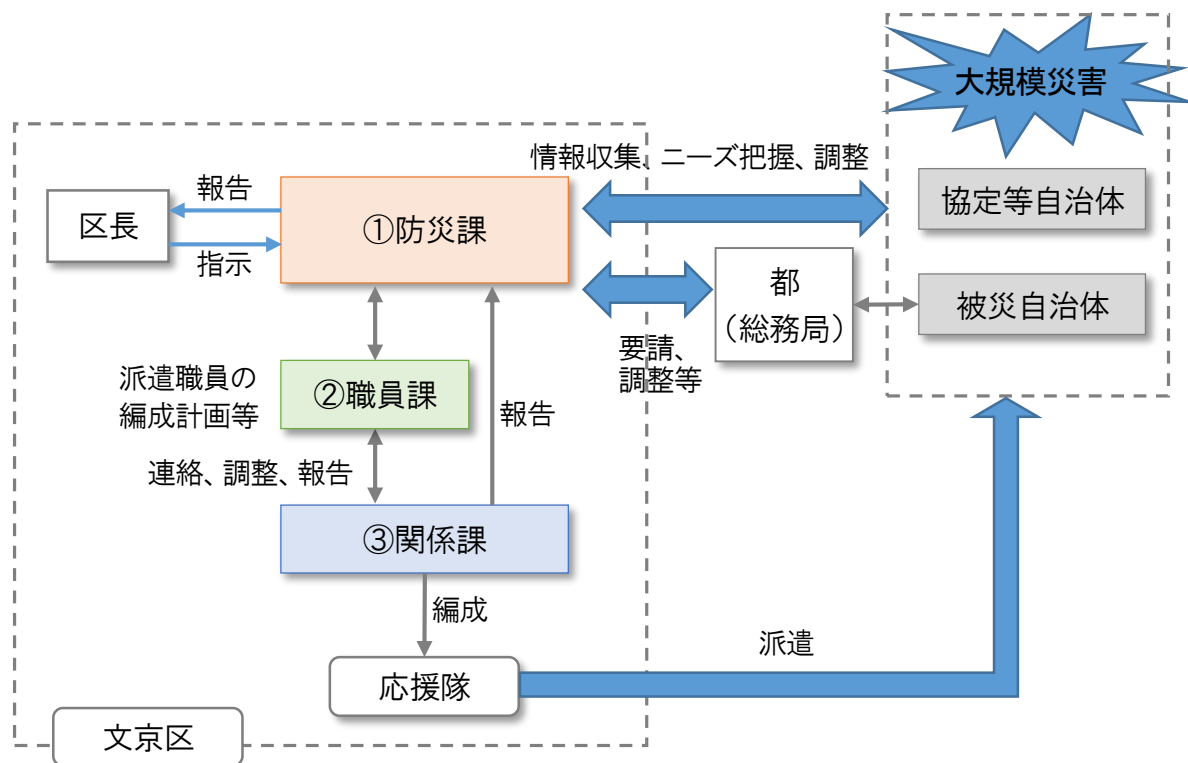 大規模災害
情報収集、ニーズ把握、調整
報告
区長
指示
①防災課
協定等自治体
都
（総務局）
被災自治体
要請、
調整等
派遣職員の
編成計画等
②職員課
報告
連絡、調整、報告
③関係課
編成
応援隊
派遣
文京区